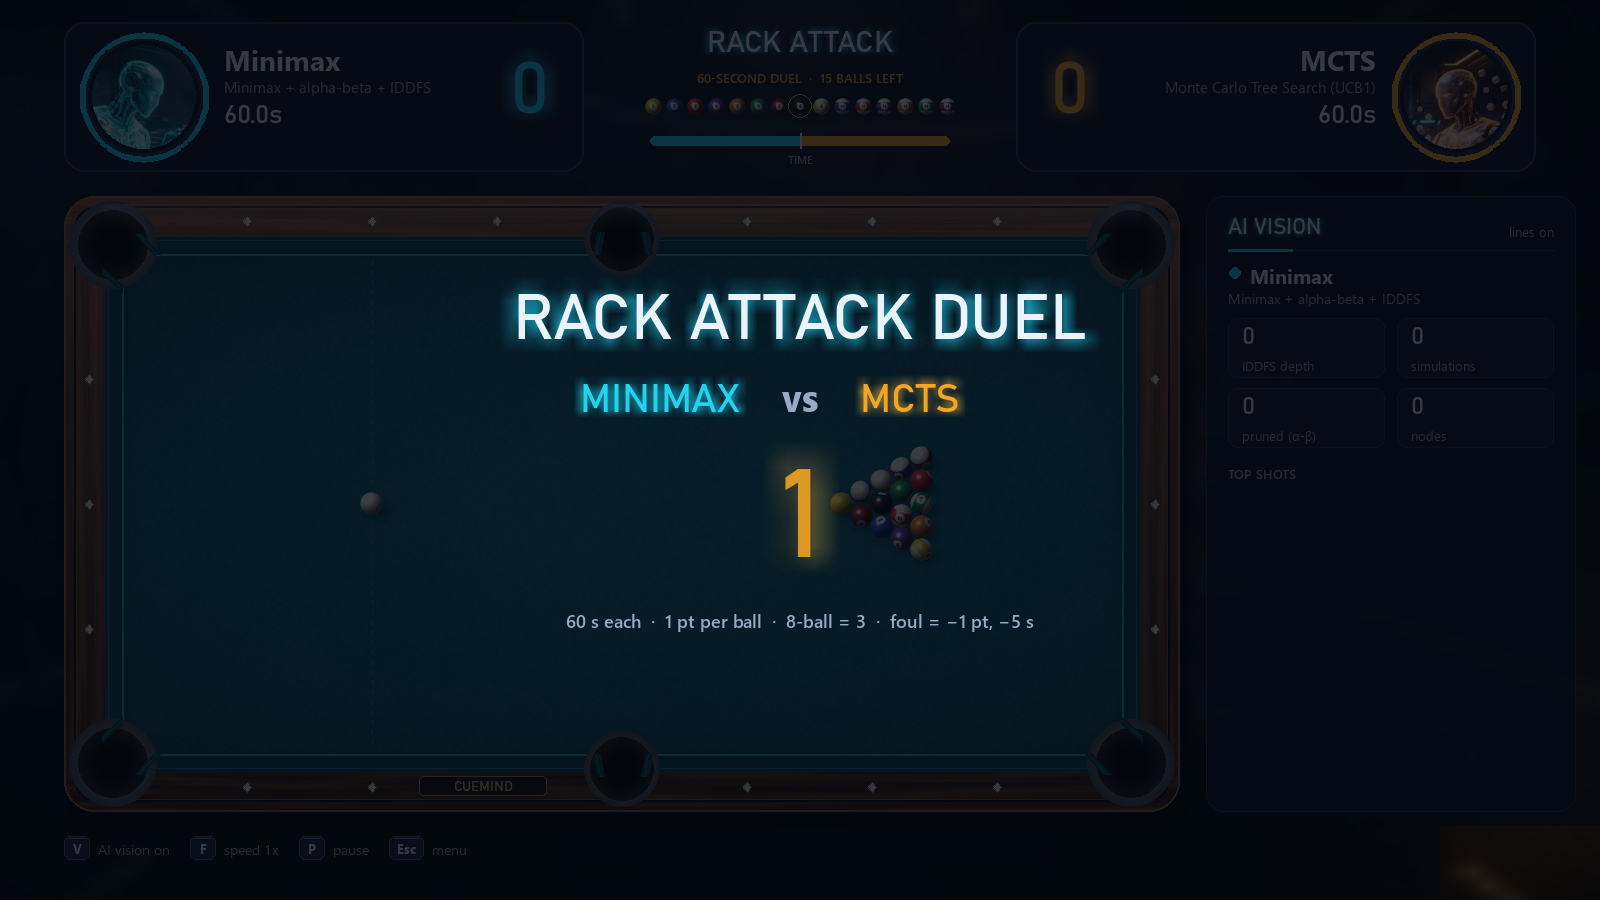 Minimax
Minimax + alpha-beta + IDDFS
60.0s
0
RACK ATTACK
60-SECOND DUEL · 15 BALLS LEFT
TIME
0
MCTS
Monte Carlo Tree Search (UCB1)
60.0s
RACK ATTACK DUEL
MINIMAX vs MCTS
1
60 s each · 1 pt per ball · 8-ball = 3 · foul = −1 pt, −5 s
CUEMIND
AI VISION
lines on
Minimax
Minimax + alpha-beta + IDDFS
0
IDDFS depth
0
simulations
0
pruned (α-β)
0
nodes
TOP SHOTS
V AI vision on F speed 1x P pause Esc menu